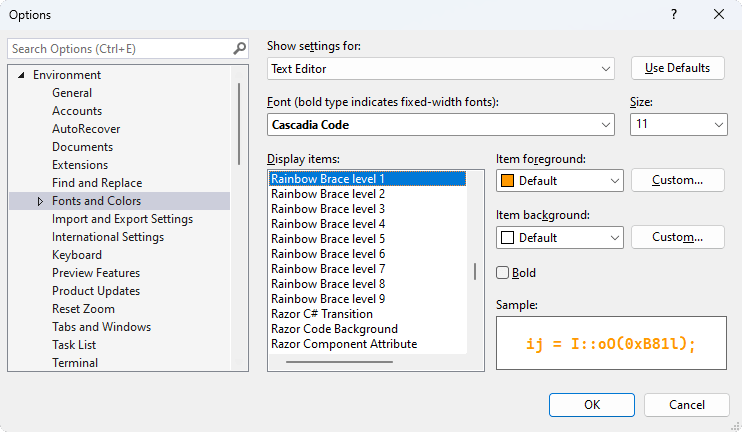 Options
?
Search Options (Ctrl+E)
Environment
General
Accounts
AutoRecover
Documents
Extensions
Find and Replace
Fonts and Colors
Import and Export Settings
International Settings
Keyboard
Preview Features
Product Updates
Reset Zoom
Tabs and Windows
Task List
Terminal
Show settings for:
Text Editor
Use Defaults
Font (bold type indicates fixed-width fonts):
Size:
Cascadia Code
11
Display items:
Rainbow Brace level 1
Rainbow Brace level 2
Rainbow Brace level 3
Rainbow Brace level 4
Rainbow Brace level 5
Rainbow Brace level 6
Rainbow Brace level 7
Rainbow Brace level 8
Rainbow Brace level 9
Razor C# Transition
Razor Code Background
Razor Component Attribute
Item foreground:
Default
Custom...
Item background:
Default
Custom...
Bold
Sample:
ij = I::oO(0xB81l);
OK
Cancel